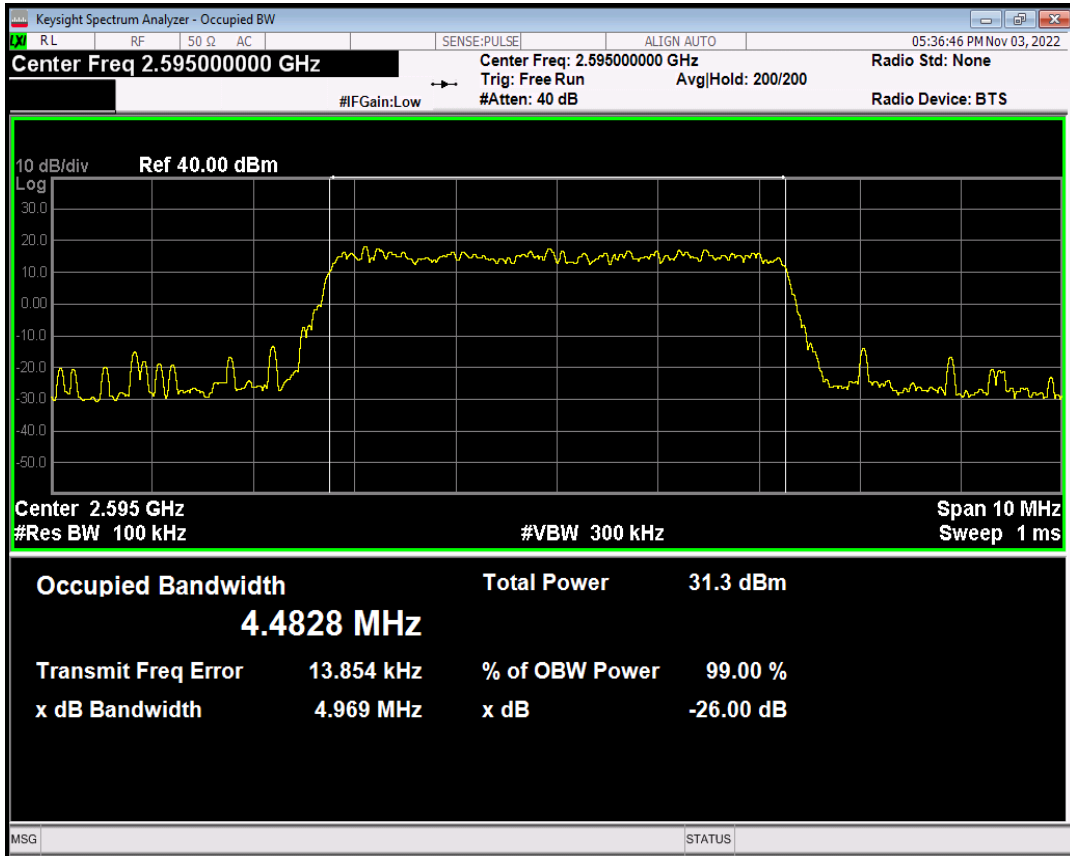 Keysight Spectrum Analyzer - Occupied BW
LXI RL RF 50 Ω AC SENSE:PULSE ALIGN AUTO 05:36:46 PM Nov 03, 2022
Center Freq 2.595000000 GHz Center Freq: 2.595000000 GHz Radio Std: None
Trig: Free Run Avg|Hold: 200/200
#IFGain:Low #Atten: 40 dB Radio Device: BTS
10 dB/div Ref 40.00 dBm
Log
30.0
20.0
10.0
0.00
-10.0
-20.0
-30.0
-40.0
-50.0
Center 2.595 GHz Span 10 MHz
#Res BW 100 kHz #VBW 300 kHz Sweep 1 ms
Occupied Bandwidth Total Power 31.3 dBm
4.4828 MHz
Transmit Freq Error 13.854 kHz % of OBW Power 99.00 %
x dB Bandwidth 4.969 MHz x dB -26.00 dB
MSG STATUS